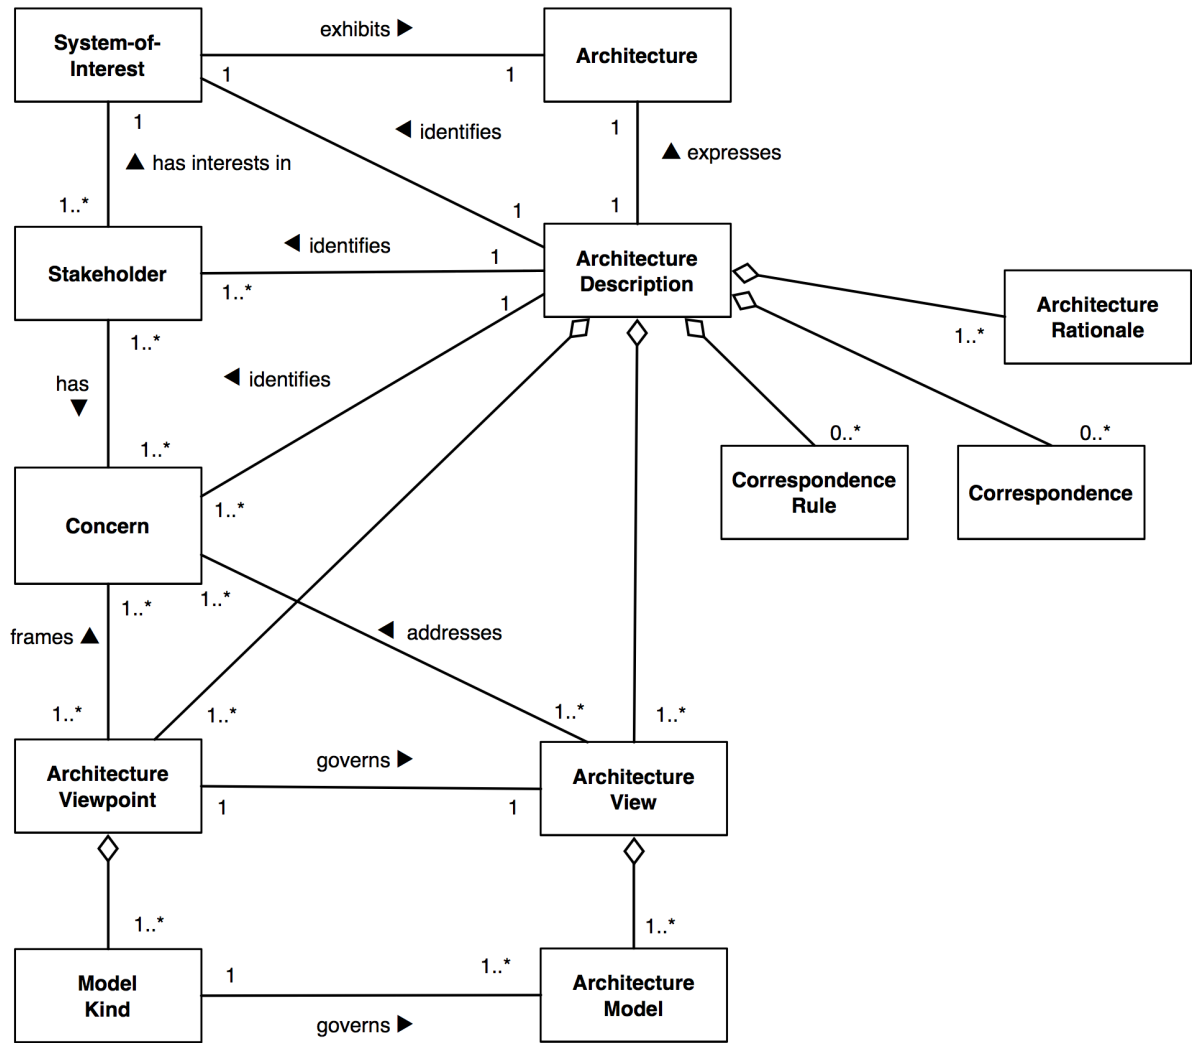 exhibits ▶
System-of-
Interest
Architecture
1
1
◀ identifies
1
▲ has interests in
1
▲ expresses
1..*
1
1
◀ identifies
1
Stakeholder
1..*
Architecture
Description
1
Architecture
Rationale
1..*
1..*
has
▼
◀ identifies
1..*
0..*
0..*
Correspondence
Rule
Correspondence
Concern
1..*
1..*
1..*
frames ▲
◀ addresses
1..*
1..*
1..*
1..*
Architecture
Viewpoint
governs ▶
Architecture
View
1
1
1..*
1..*
Model
Kind
1
1..*
Architecture
Model
governs ▶